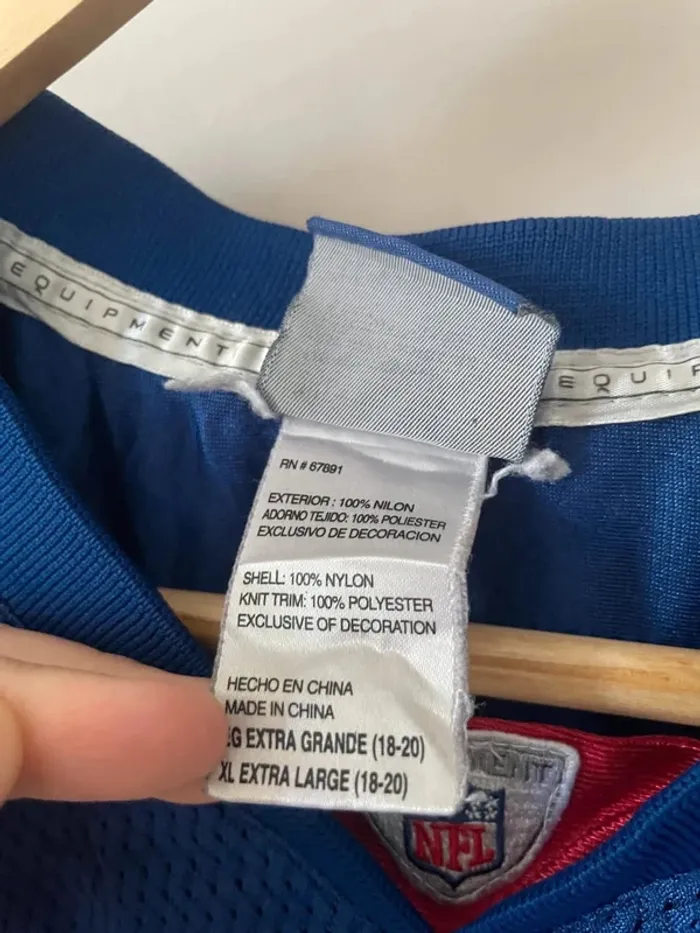 EQUIPMENT
EQUIP
RN # 67891
EXTERIOR : 100% NILON
ADORNO TEJIDO: 100% POLIESTER
EXCLUSIVO DE DECORACION
SHELL: 100% NYLON
KNIT TRIM: 100% POLYESTER
EXCLUSIVE OF DECORATION
HECHO EN CHINA
MADE IN CHINA
EG EXTRA GRANDE (18-20)
XL EXTRA LARGE (18-20)
NFL